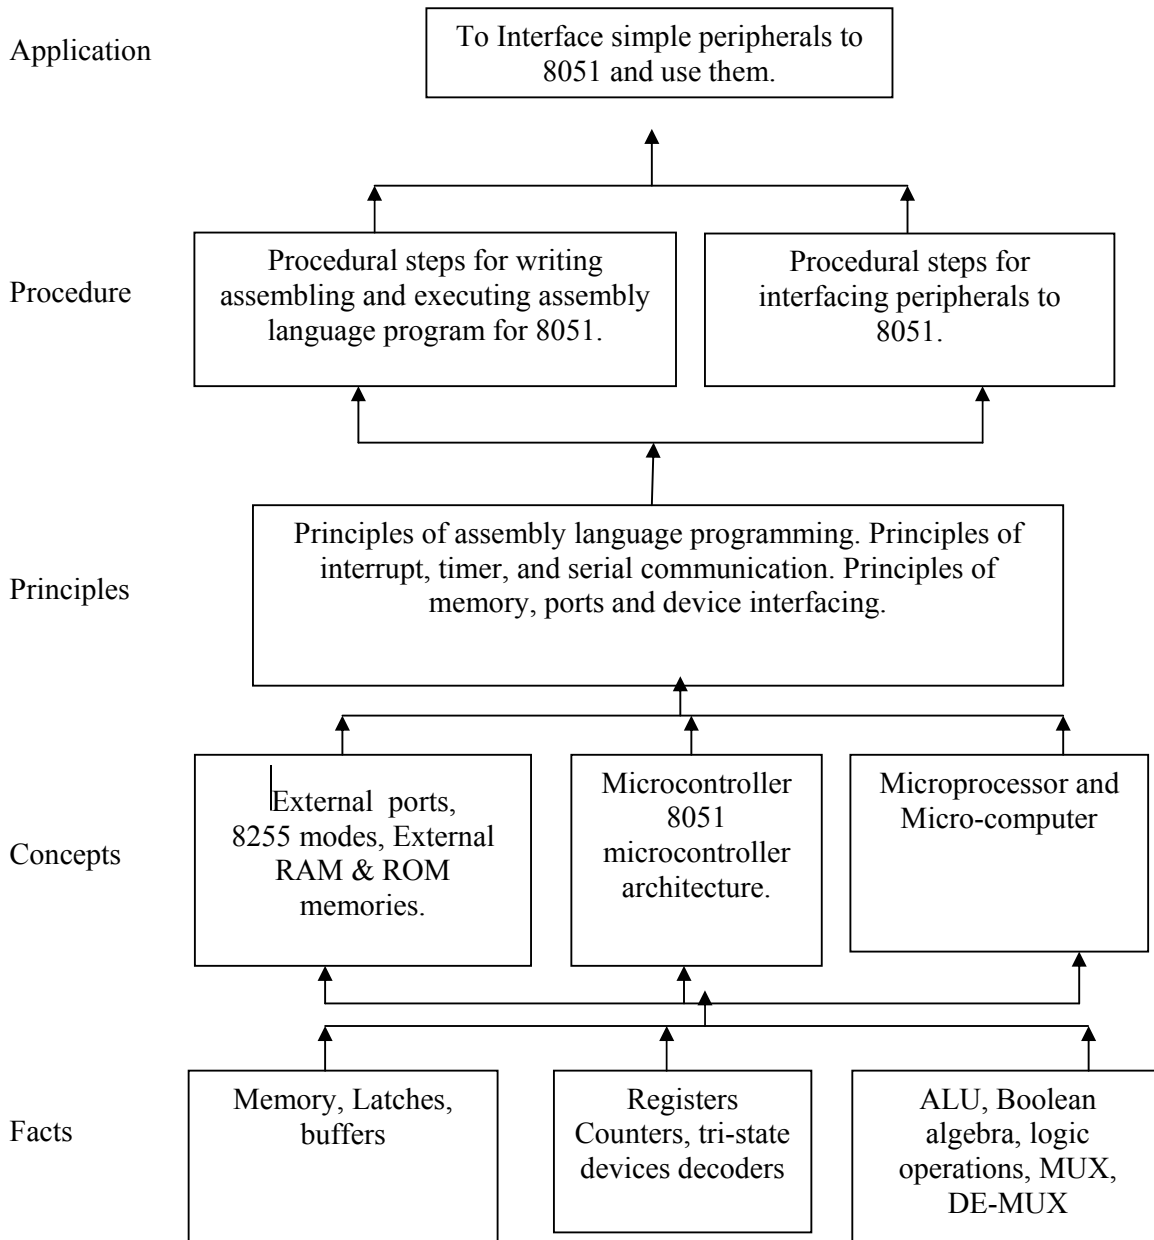 Application
To Interface simple peripherals to
8051 and use them.
Procedure
Procedural steps for writing
assembling and executing assembly
language program for 8051.
Procedural steps for
interfacing peripherals to
8051.
Principles
Principles of assembly language programming. Principles of
interrupt, timer, and serial communication. Principles of
memory, ports and device interfacing.
Concepts
External ports,
8255 modes, External
RAM & ROM
memories.
Microcontroller
8051
microcontroller
architecture.
Microprocessor and
Micro-computer
Facts
Memory, Latches,
buffers
Registers
Counters, tri-state
devices decoders
ALU, Boolean
algebra, logic
operations, MUX,
DE-MUX